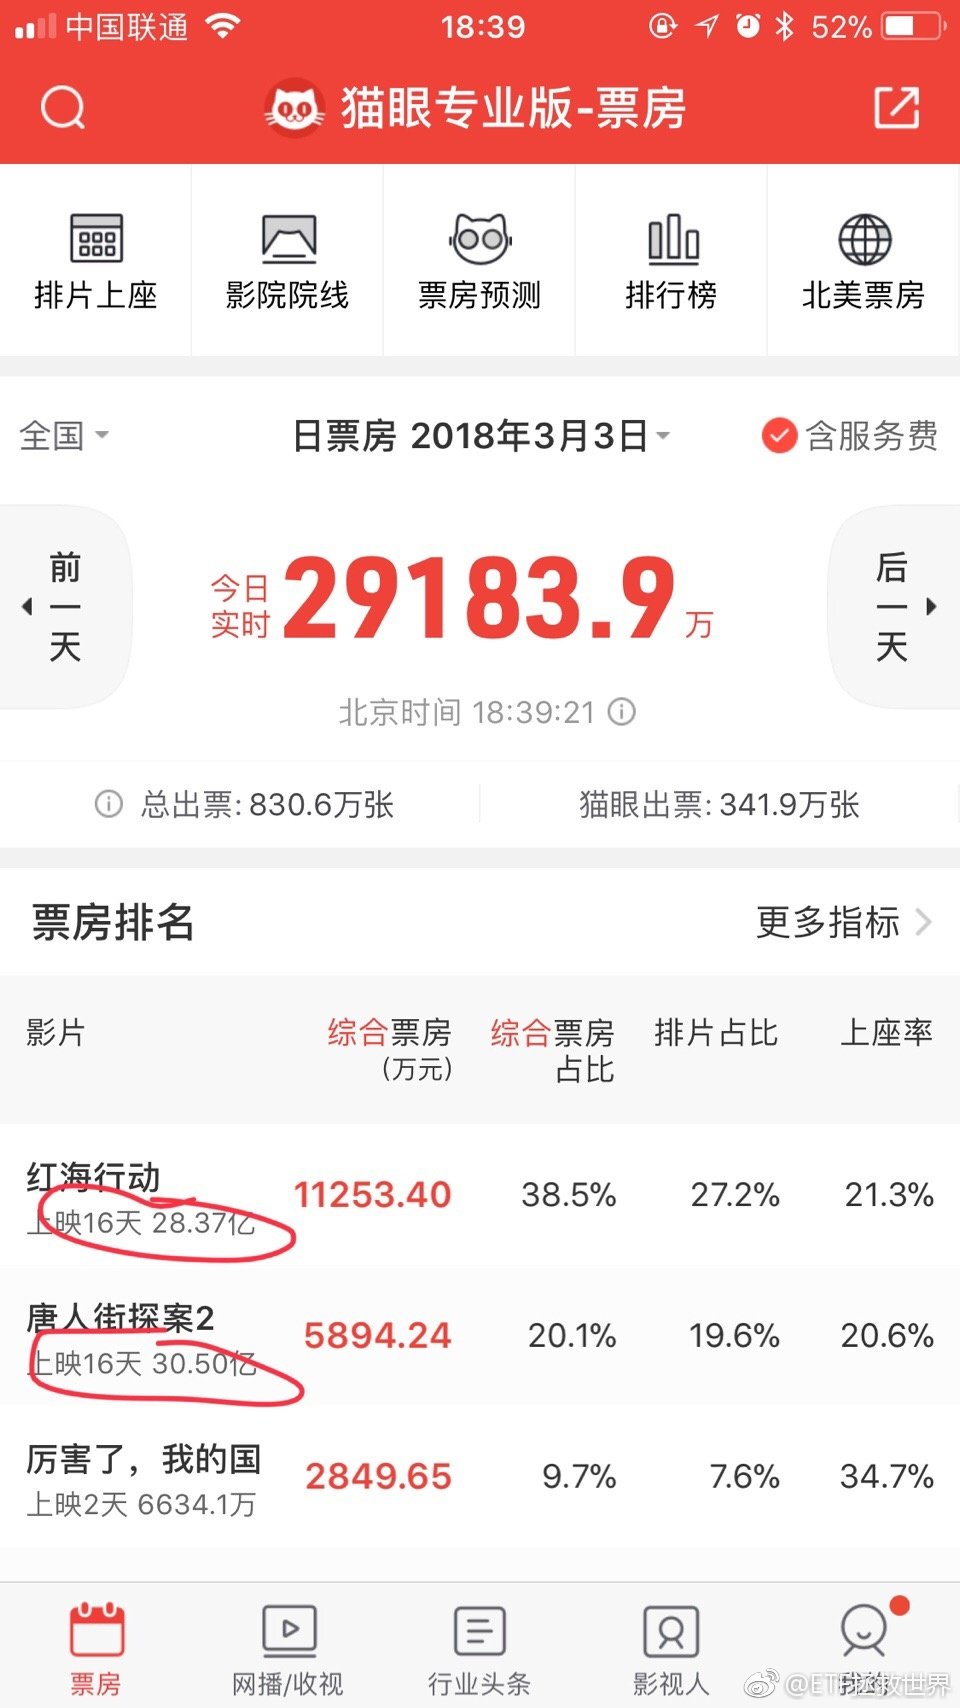 中国联通 18:39 52%
猫眼专业版-票房
排片上座 影院院线 票房预测 排行榜 北美票房
全国 日票房 2018年3月3日 含服务费
前一天 今日实时 29183.9 万 后一天
北京时间 18:39:21
总出票: 830.6万张 猫眼出票: 341.9万张
票房排名 更多指标
影片 综合票房(万元) 综合票房占比 排片占比 上座率
红海行动 11253.40 38.5% 27.2% 21.3%
上映16天 28.37亿
唐人街探案2 5894.24 20.1% 19.6% 20.6%
上映16天 30.50亿
厉害了，我的国 2849.65 9.7% 7.6% 34.7%
上映2天 6634.1万
票房 网播/收视 行业头条 影视人 我的